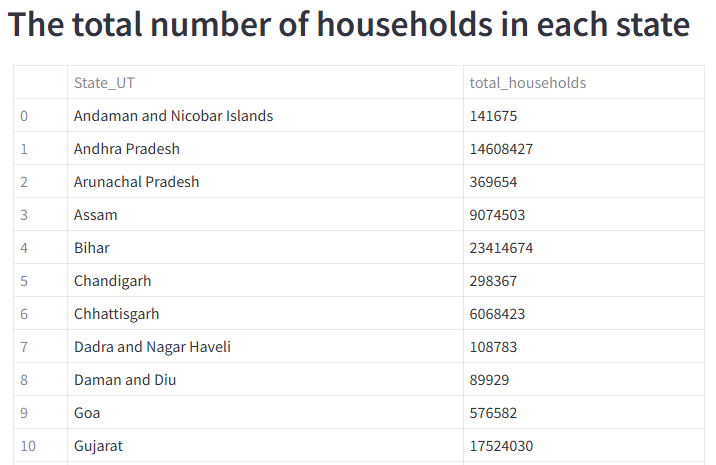 The total number of households in each state
State_UT total_households
0 Andaman and Nicobar Islands 141675
1 Andhra Pradesh 14608427
2 Arunachal Pradesh 369654
3 Assam 9074503
4 Bihar 23414674
5 Chandigarh 298367
6 Chhattisgarh 6068423
7 Dadra and Nagar Haveli 108783
8 Daman and Diu 89929
9 Goa 576582
10 Gujarat 17524030